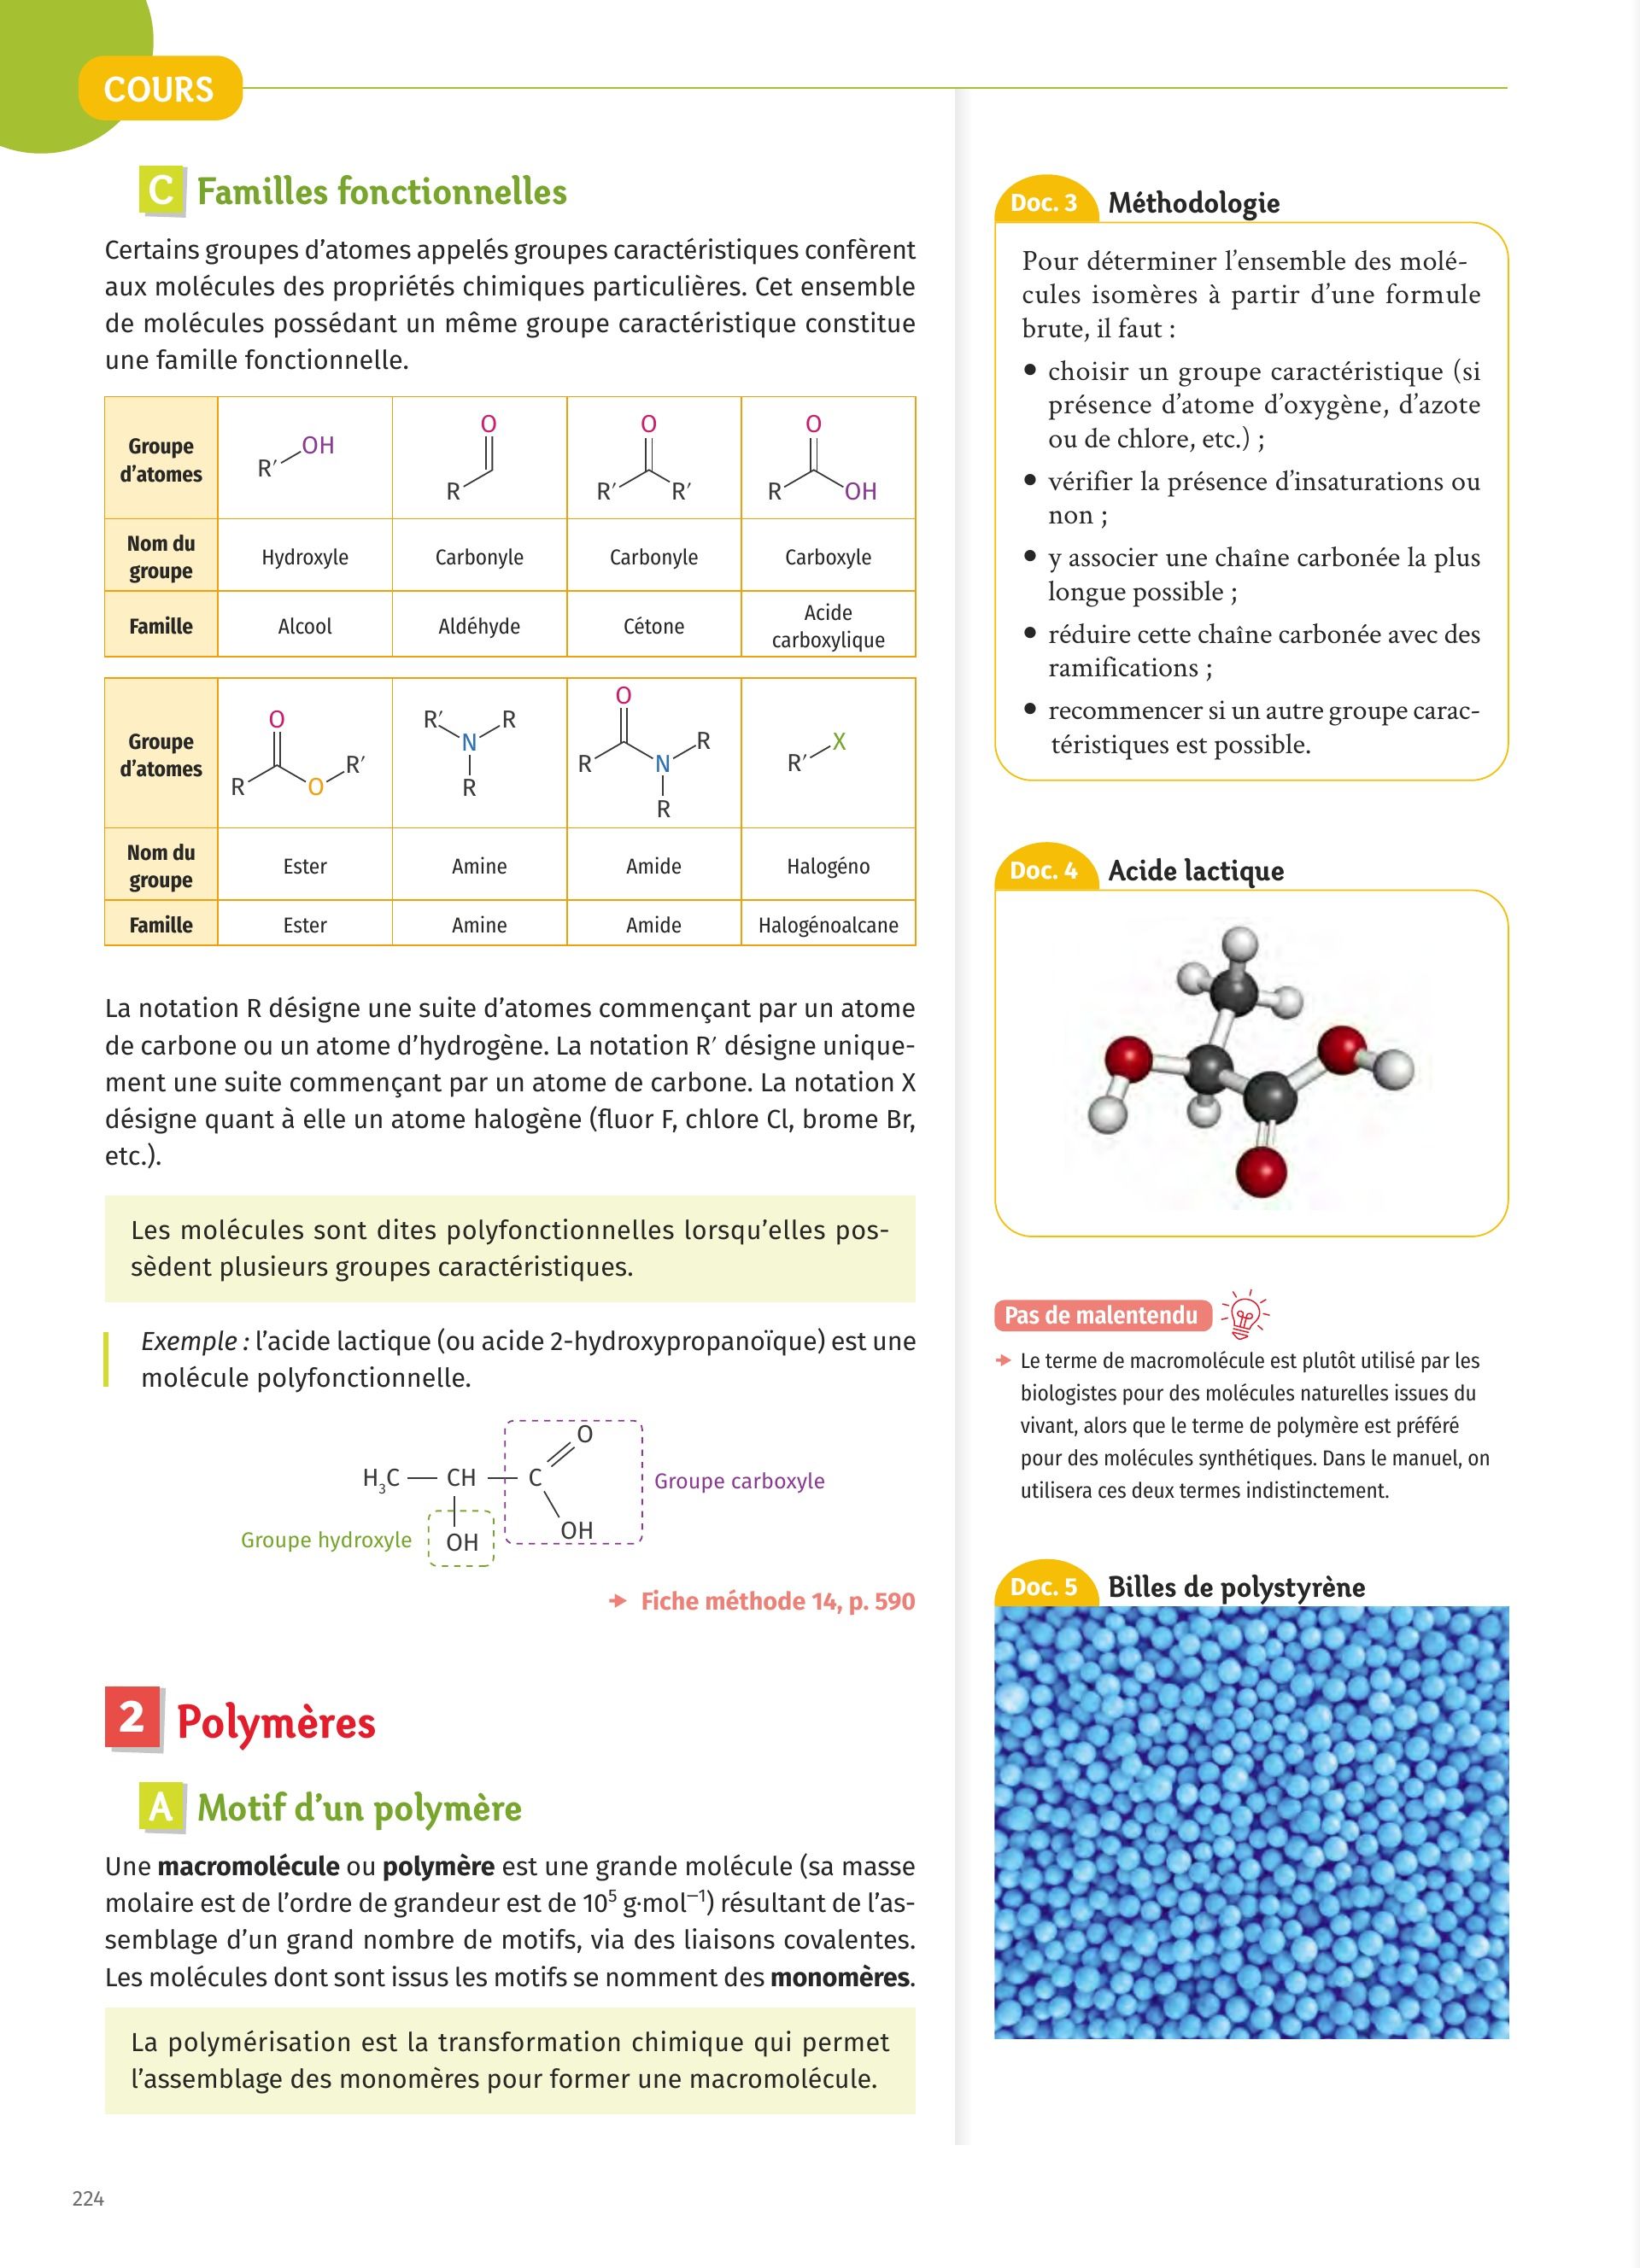 COURS
C Familles fonctionnelles
Certains groupes d'atomes appelés groupes caractéristiques confèrent
aux molécules des propriétés chimiques particulières. Cet ensemble
de molécules possédant un même groupe caractéristique constitue
une famille fonctionnelle.
Groupe
d'atomes
R′ OH
O
R
O
R′ R′
O
R OH
Nom du
groupe
Hydroxyle
Carbonyle
Carbonyle
Carboxyle
Famille
Alcool
Aldéhyde
Cétone
Acide
carboxylique
Groupe
d'atomes
O
R O R′
R′ R
N
R
O
R N R
R
R′ X
Nom du
groupe
Ester
Amine
Amide
Halogéno
Famille
Ester
Amine
Amide
Halogénoalcane
La notation R désigne une suite d'atomes commençant par un atome
de carbone ou un atome d'hydrogène. La notation R′ désigne unique-
ment une suite commençant par un atome de carbone. La notation X
désigne quant à elle un atome halogène (fluor F, chlore Cl, brome Br,
etc.).
Les molécules sont dites polyfonctionnelles lorsqu'elles pos-
sèdent plusieurs groupes caractéristiques.
Exemple : l'acide lactique (ou acide 2-hydroxypropanoïque) est une
molécule polyfonctionnelle.
O
H₃C — CH — C
Groupe carboxyle
OH
Groupe hydroxyle
OH
Fiche méthode 14, p. 590
2 Polymères
A Motif d'un polymère
Une macromolécule ou polymère est une grande molécule (sa masse
molaire est de l'ordre de grandeur est de 10⁵ g·mol⁻¹) résultant de l'as-
semblage d'un grand nombre de motifs, via des liaisons covalentes.
Les molécules dont sont issus les motifs se nomment des monomères.
La polymérisation est la transformation chimique qui permet
l'assemblage des monomères pour former une macromolécule.
224
Doc. 3 Méthodologie
Pour déterminer l'ensemble des molé-
cules isomères à partir d'une formule
brute, il faut :
• choisir un groupe caractéristique (si
présence d'atome d'oxygène, d'azote
ou de chlore, etc.) ;
• vérifier la présence d'insaturations ou
non ;
• y associer une chaîne carbonée la plus
longue possible ;
• réduire cette chaîne carbonée avec des
ramifications ;
• recommencer si un autre groupe carac-
téristiques est possible.
Doc. 4 Acide lactique
Pas de malentendu
Le terme de macromolécule est plutôt utilisé par les
biologistes pour des molécules naturelles issues du
vivant, alors que le terme de polymère est préféré
pour des molécules synthétiques. Dans le manuel, on
utilisera ces deux termes indistinctement.
Doc. 5 Billes de polystyrène